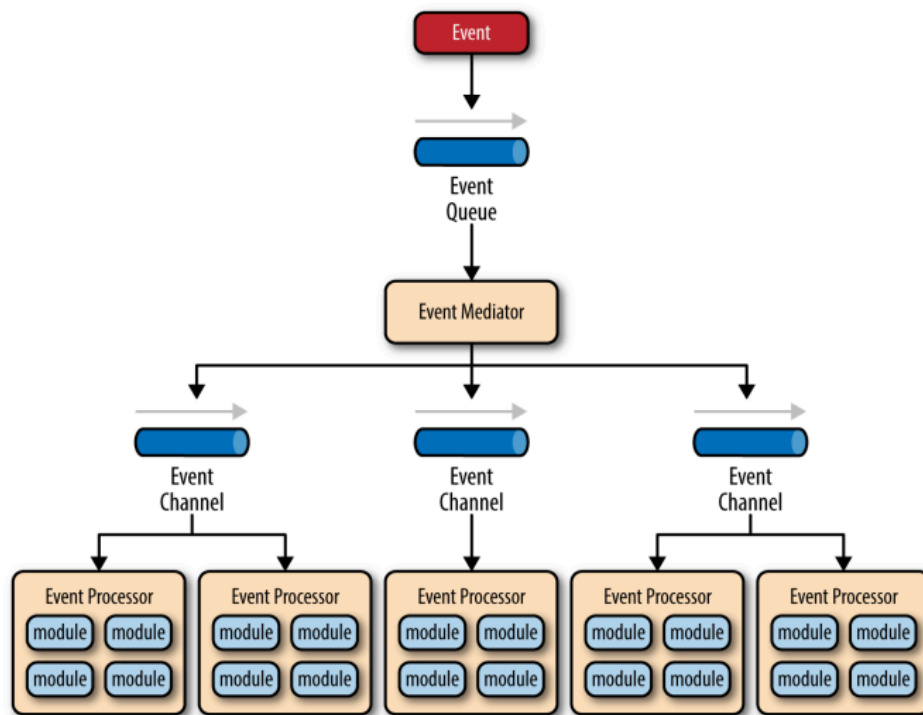 Event
Event
Queue
Event Mediator
Event
Channel
Event
Channel
Event
Channel
Event Processor
module module
module module
Event Processor
module module
module module
Event Processor
module module
module module
Event Processor
module module
module module
Event Processor
module module
module module